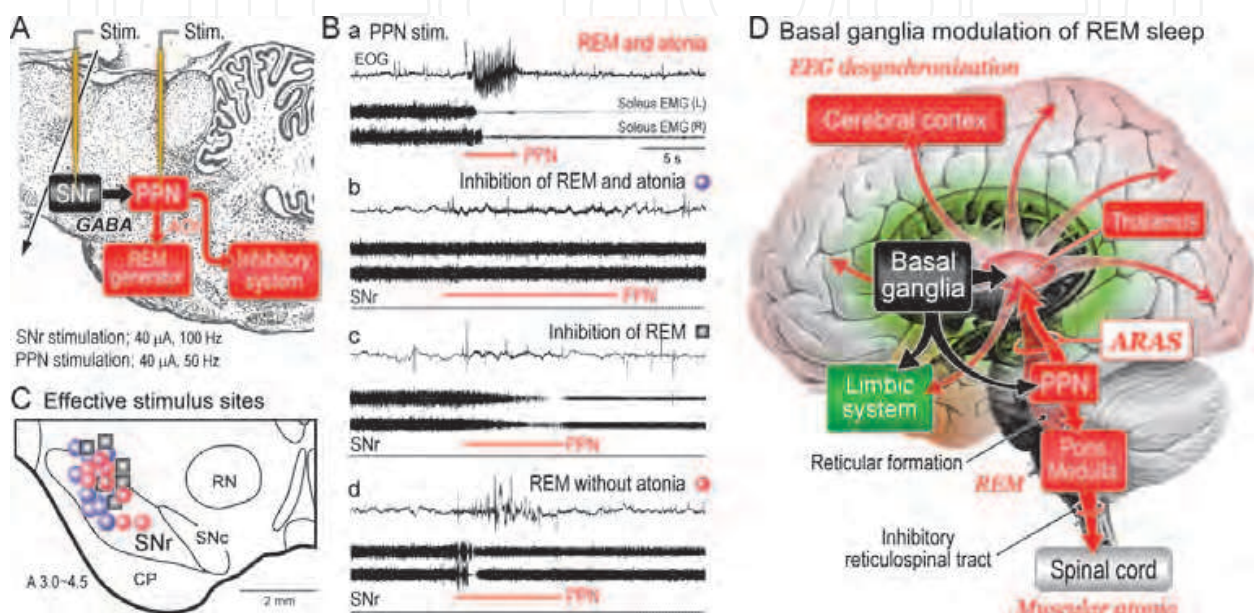 A
Stim.
Stim.
SNr
PPN
GABA
ACh
REM
generator
Inhibitory
system
SNr stimulation; 40 μA, 100 Hz
PPN stimulation; 40 μA, 50 Hz
B
a PPN stim.
REM and atonia
EOG
Soleus EMG (L)
Soleus EMG (R)
PPN
5 s
b
Inhibition of REM and atonia
SNr
PPN
c
Inhibition of REM
SNr
PPN
d
REM without atonia
SNr
PPN
C Effective stimulus sites
RN
SNc
SNr
CP
A 3.0~4.5
2 mm
D Basal ganglia modulation of REM sleep
EEG desynchronization
Cerebral cortex
Thalamus
Basal
ganglia
ARAS
Limbic
system
PPN
Reticular formation
Pons
Medulla
REM
Inhibitory
reticulospinal tract
Spinal cord
Muscular atonia